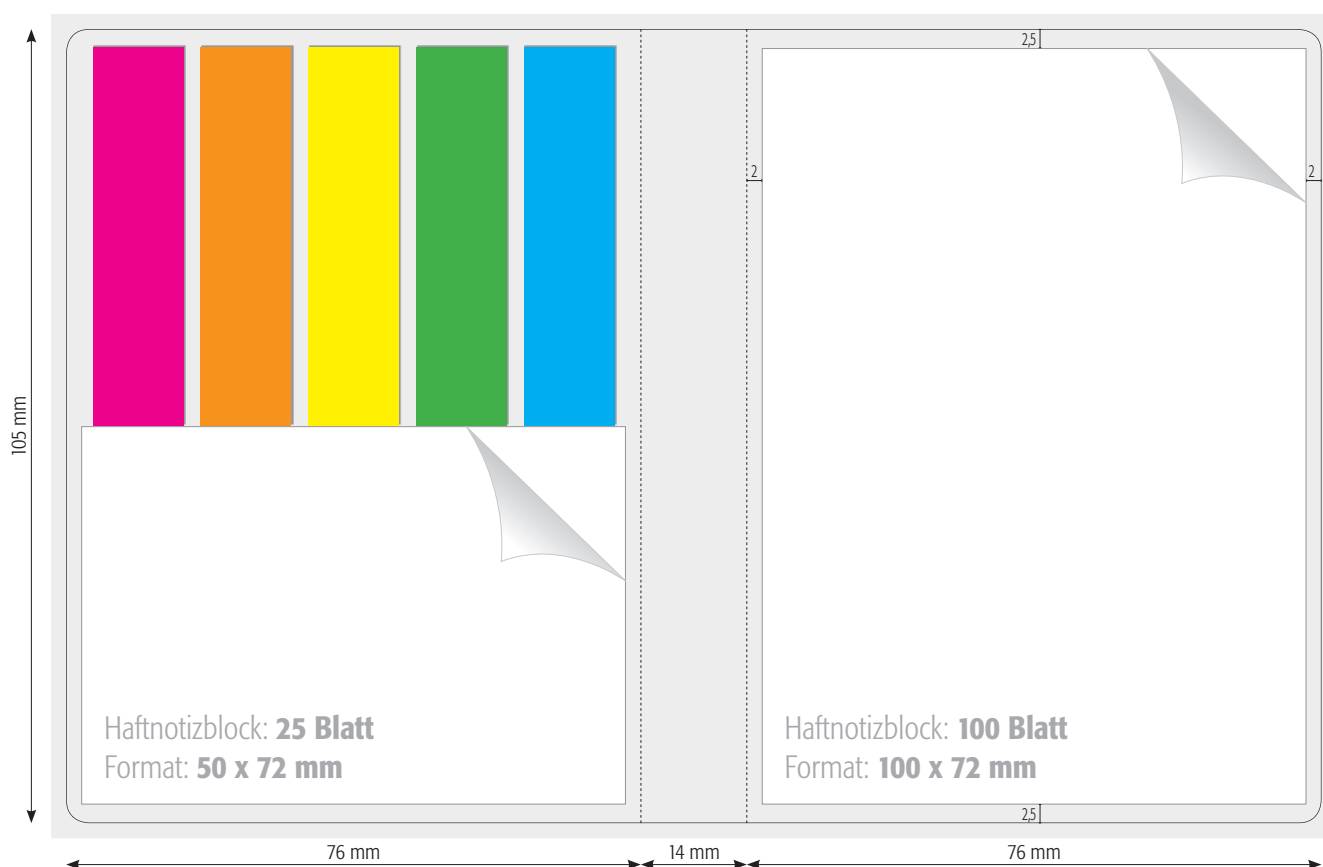 2,5
2
2
105 mm
Haftnotizblock: 25 Blatt
Format: 50 x 72 mm
Haftnotizblock: 100 Blatt
Format: 100 x 72 mm
2,5
76 mm
14 mm
76 mm